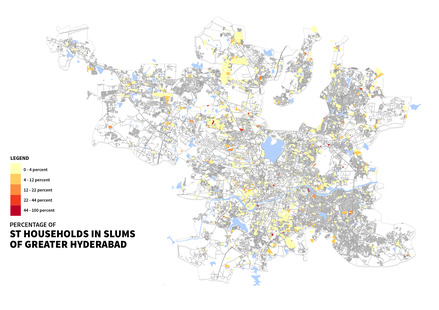 LEGEND
0 - 4 percent
4 - 12 percent
12 - 22 percent
22 - 44 percent
44 - 100 percent
PERCENTAGE OF
ST HOUSEHOLDS IN SLUMS
OF GREATER HYDERABAD